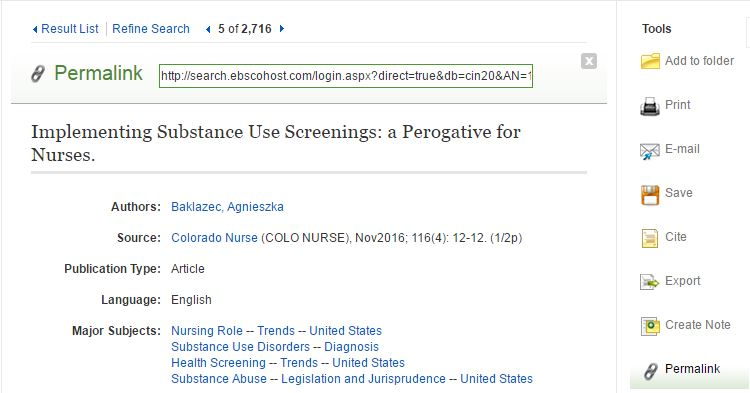 Result List Refine Search 5 of 2,716
Permalink http://search.ebscohost.com/login.aspx?direct=true&db=cin20&AN=1
Implementing Substance Use Screenings: a Perogative for
Nurses.
Authors: Baklazec, Agnieszka
Source: Colorado Nurse (COLO NURSE), Nov2016; 116(4): 12-12. (1/2p)
Publication Type: Article
Language: English
Major Subjects: Nursing Role -- Trends -- United States
Substance Use Disorders -- Diagnosis
Health Screening -- Trends -- United States
Substance Abuse -- Legislation and Jurisprudence -- United States
Tools
Add to folder
Print
E-mail
Save
Cite
Export
Create Note
Permalink